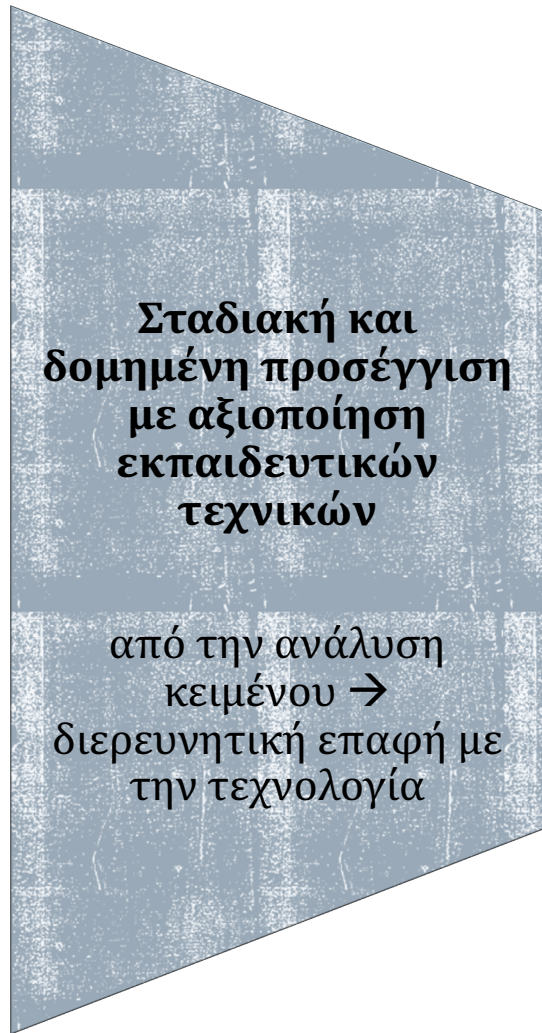 Σταδιακή και
δομημένη προσέγγιση
με αξιοποίηση
εκπαιδευτικών
τεχνικών
από την ανάλυση
κειμένου →
διερευνητική επαφή με
την τεχνολογία